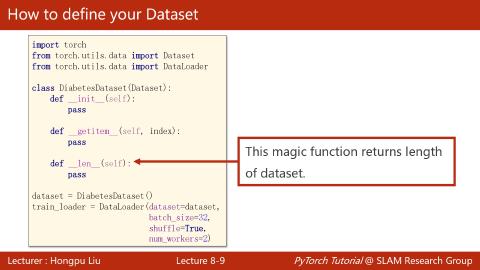 How to define your Dataset
import torch
from torch.utils.data import Dataset
from torch.utils.data import DataLoader
class DiabetesDataset(Dataset):
    def __init__(self):
        pass
    def __getitem__(self, index):
        pass
    def __len__(self):
        pass
dataset = DiabetesDataset()
train_loader = DataLoader(dataset=dataset,
                          batch_size=32,
                          shuffle=True,
                          num_workers=2)
This magic function returns length
of dataset.
Lecturer : Hongpu Liu
Lecture 8-9
PyTorch Tutorial @ SLAM Research Group